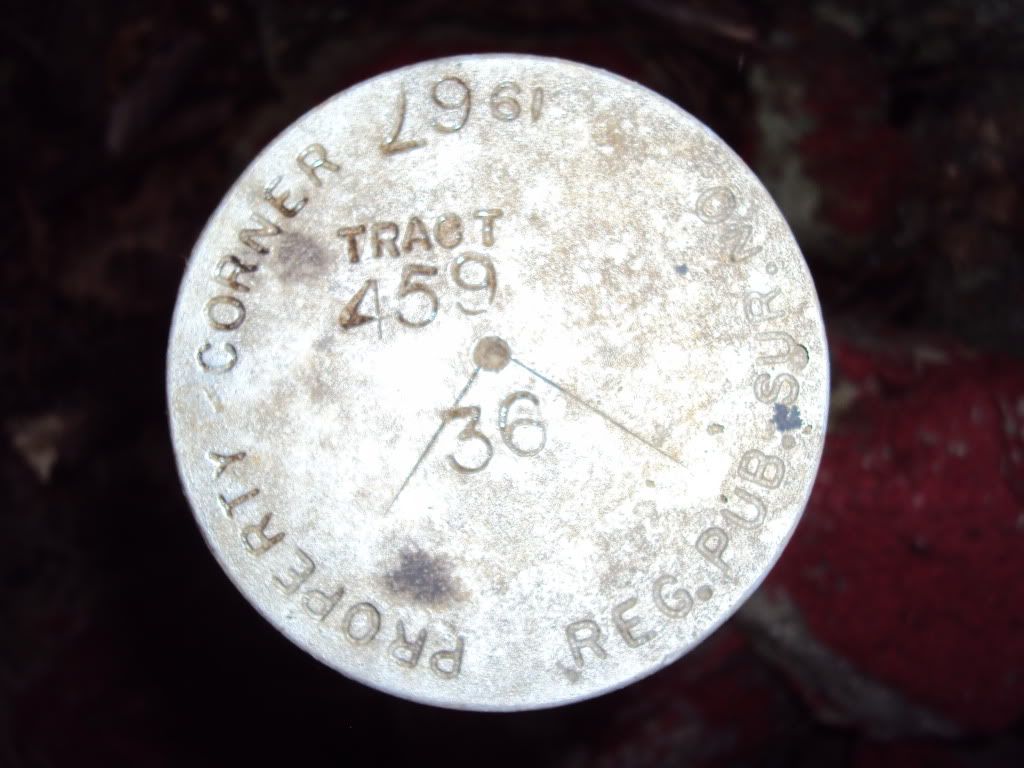 PROPERTY CORNER
1967
TRACT
459
36
REG. PUB. SUR. NO.